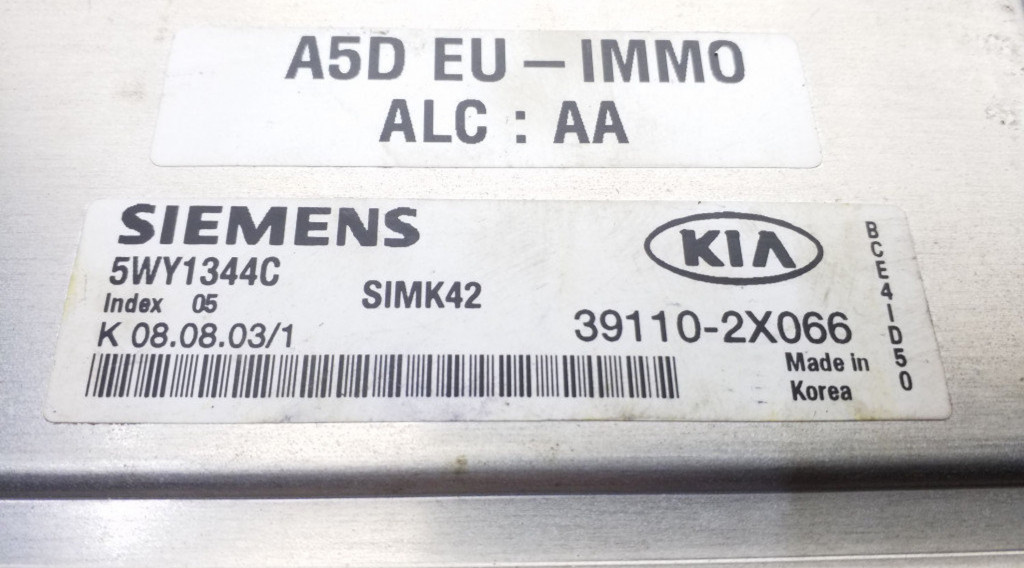 A5D EU – IMMO
ALC : AA
SIEMENS
5WY1344C
Index 05
SIMK42
K 08.08.03/1
KIA
39110-2X066
Made in
Korea
BCE4ID50